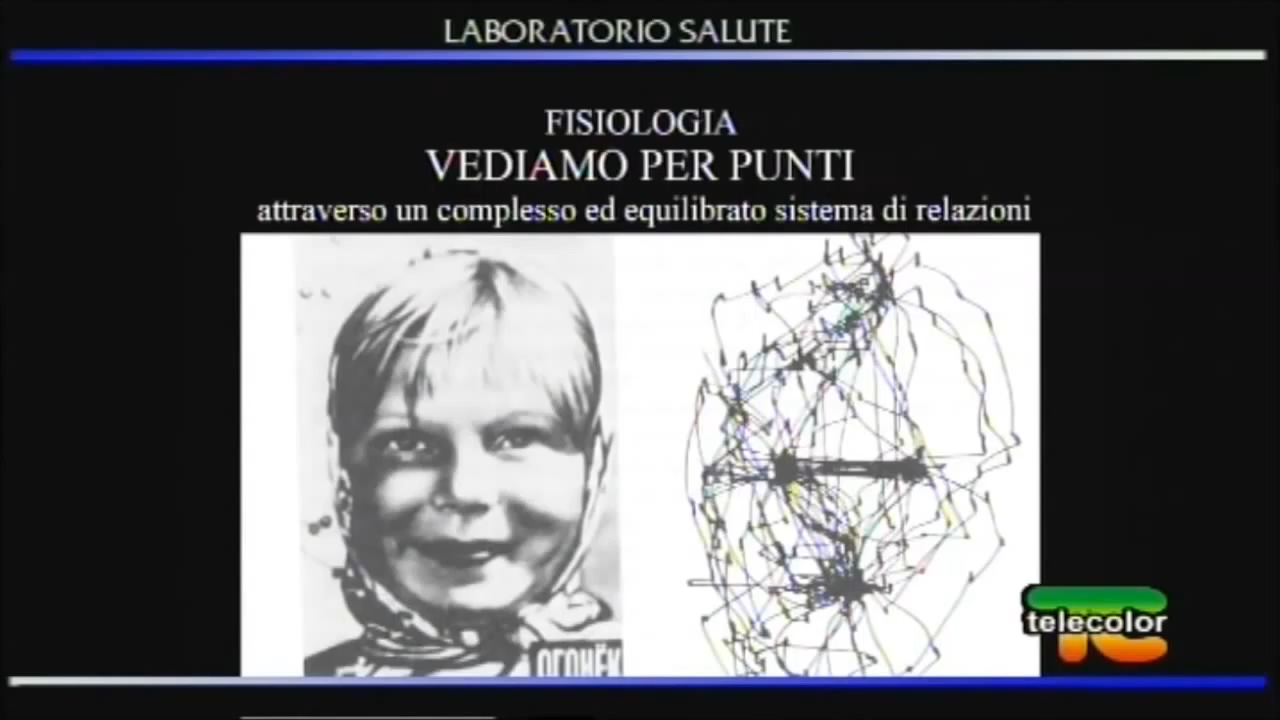 LABORATORIO SALUTE
FISIOLOGIA
VEDIAMO PER PUNTI
attraverso un complesso ed equilibrato sistema di relazioni
ОГОНЁК
telecolor